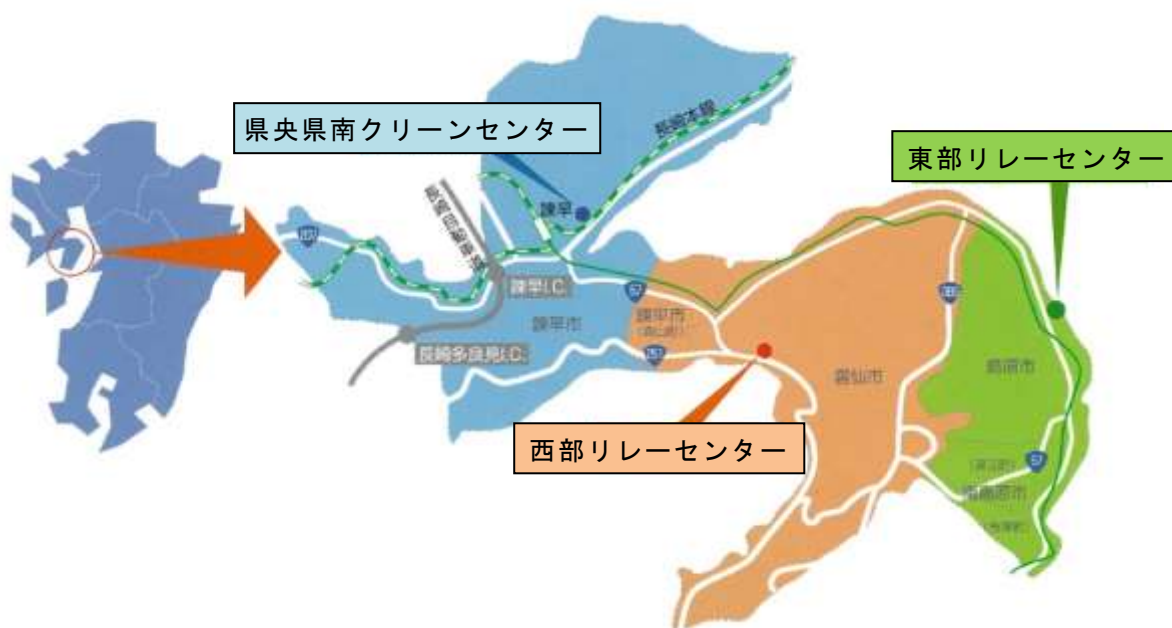 県央県南クリーンセンター
長崎本線
東部リレーセンター
諫早
諫早I.C.
諫早市
長崎多良見I.C.
57
諫早市
251
雲仙市
島原市
西部リレーセンター
57
南島原市